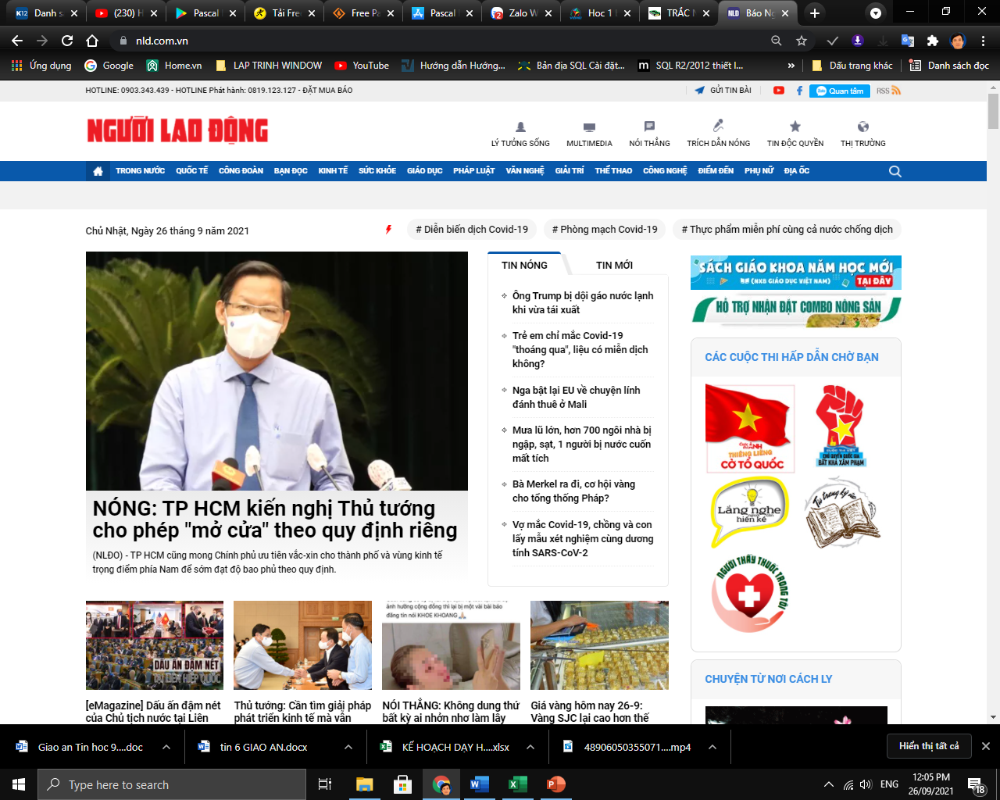 Danh s
(230) H
Pascal
Tải Free
Free Pa
Pascal
Zalo W
Hoc 1
TRẮC N
Báo Ng
nld.com.vn
Ứng dụng
Google
Home.vn
LAP TRINH WINDOW
YouTube
Hướng dẫn Hướng...
Bản địa SQL Cài đặt...
SQL R2/2012 thiết l...
»
Dấu trang khác
Danh sách đọc
HOTLINE: 0903.343.439 - HOTLINE Phát hành: 0819.123.127 - ĐẶT MUA BÁO
GỬI TIN BÀI
Quan tâm
RSS
NGƯỜI LAO ĐỘNG
LÝ TƯỞNG SỐNG
MULTIMEDIA
NÓI THẲNG
TRÍCH DẪN NÓNG
TIN ĐỘC QUYỀN
THỊ TRƯỜNG
TRONG NƯỚC
QUỐC TẾ
CÔNG ĐOÀN
BẠN ĐỌC
KINH TẾ
SỨC KHỎE
GIÁO DỤC
PHÁP LUẬT
VĂN NGHỆ
GIẢI TRÍ
THỂ THAO
CÔNG NGHỆ
ĐIỂM ĐẾN
PHỤ NỮ
ĐỊA ỐC
Chủ Nhật, Ngày 26 tháng 9 năm 2021
# Diễn biến dịch Covid-19
# Phòng mạch Covid-19
# Thực phẩm miễn phí cùng cả nước chống dịch
NÓNG: TP HCM kiến nghị Thủ tướng
cho phép "mở cửa" theo quy định riêng
(NLĐO) - TP HCM cũng mong Chính phủ ưu tiên vắc-xin cho thành phố và vùng kinh tế
trọng điểm phía Nam để sớm đạt độ bao phủ theo quy định.
TIN NÓNG
TIN MỚI
Ông Trump bị dội gáo nước lạnh
khi vừa tái xuất
Trẻ em chỉ mắc Covid-19
"thoáng qua", liệu có miễn dịch
không?
Nga bật lại EU về chuyện lính
đánh thuê ở Mali
Mưa lũ lớn, hơn 700 ngôi nhà bị
ngập, sạt, 1 người bị nước cuốn
mất tích
Bà Merkel ra đi, cơ hội vàng
cho tổng thống Pháp?
Vợ mắc Covid-19, chồng và con
lấy mẫu xét nghiệm cùng dương
tính SARS-CoV-2
SÁCH GIÁO KHOA NĂM HỌC MỚI
(NXB GIÁO DỤC VIỆT NAM)
TẠI ĐÂY
HỖ TRỢ NHẬN ĐẶT COMBO NÔNG SẢN
CÁC CUỘC THI HẤP DẪN CHỜ BẠN
THIÊNG LIÊNG
CỜ TỔ QUỐC
CUỘC THI VIẾT
CHỦ QUYỀN QUỐC GIA
BẤT KHẢ XÂM PHẠM
Lắng nghe
người dân
hiến kế
Từ trong ký ức
NGƯỜI THẦY THUỐC TRONG TÔI
CHUYỆN TỪ NƠI CÁCH LY
DẤU ẤN ĐẬM NÉT
TẠI LIÊN HIỆP QUỐC
ảnh hưởng cộng đồng thì lại bị một vài bài báo
đăng tin nói KHOE KHOANG
[eMagazine] Dấu ấn đậm nét
của Chủ tịch nước tại Liên
Thủ tướng: Cần tìm giải pháp
phát triển kinh tế mà vẫn
NÓI THẲNG: Không dung thứ
bất kỳ ai nhởn nhơ làm lây
Giá vàng hôm nay 26-9:
Vàng SJC lại cao hơn thế
Giao an Tin hoc 9....doc
tin 6 GIAO AN.docx
KẾ HOẠCH DẠY H....xlsx
48906050355071....mp4
Hiển thị tất cả
Type here to search
ENG
12:05 PM
26/09/2021
18